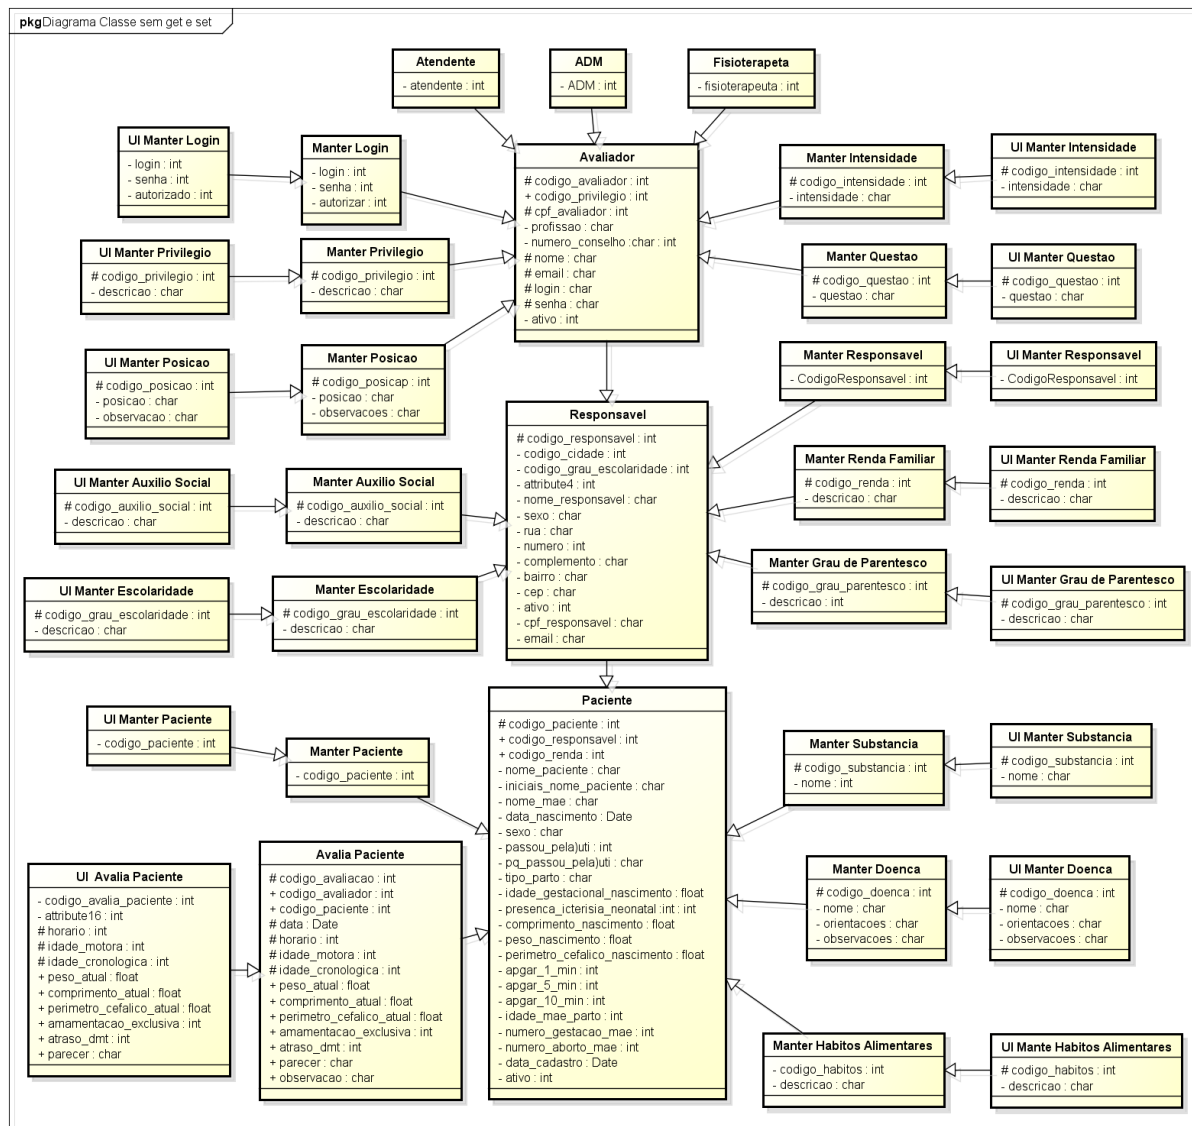 pkgDiagrama Classe sem get e set
Atendente
- atendente : int
ADM
- ADM : int
Fisioterapeta
- fisioterapeuta : int
UI Manter Login
- login : int
- senha : int
- autorizado : int
Manter Login
- login : int
- senha : int
- autorizar : int
Avaliador
# codigo_avaliador : int
+ codigo_privilegio : int
# cpf_avaliador : int
- profissao : char
- numero_conselho :char : int
# nome : char
# email : char
# login : char
# senha : char
- ativo : int
Manter Intensidade
# codigo_intensidade : int
- intensidade : char
UI Manter Intensidade
# codigo_intensidade : int
- intensidade : char
UI Manter Privilegio
# codigo_privilegio : int
- descricao : char
Manter Privilegio
# codigo_privilegio : int
- descricao : char
Manter Questao
# codigo_questao : int
- questao : char
UI Manter Questao
# codigo_questao : int
- questao : char
UI Manter Posicao
# codigo_posicao : int
- posicao : char
- observacao : char
Manter Posicao
# codigo_posicap : int
- posicao : char
- observacoes : char
Manter Responsavel
- CodigoResponsavel : int
UI Manter Responsavel
- CodigoResponsavel : int
Responsavel
# codigo_responsavel : int
- codigo_cidade : int
- codigo_grau_escolaridade : int
- attribute4 : int
- nome_responsavel : char
- sexo : char
- rua : char
- numero : int
- complemento : char
- bairro : char
- cep : char
- ativo : int
- cpf_responsavel : char
- email : char
UI Manter Auxilio Social
# codigo_auxilio_social : int
- descricao : char
Manter Auxilio Social
# codigo_auxilio_social : int
- descricao : char
Manter Renda Familiar
# codigo_renda : int
- descricao : char
UI Manter Renda Familiar
# codigo_renda : int
- descricao : char
UI Manter Escolaridade
# codigo_grau_escolaridade : int
- descricao : char
Manter Escolaridade
# codigo_grau_escolaridade : int
- descricao : char
Manter Grau de Parentesco
# codigo_grau_parentesco : int
- descricao : int
UI Manter Grau de Parentesco
# codigo_grau_parentesco : int
- descricao : char
UI Manter Paciente
- codigo_paciente : int
Manter Paciente
- codigo_paciente : int
Paciente
# codigo_paciente : int
+ codigo_responsavel : int
+ codigo_renda : int
- nome_paciente : char
- iniciais_nome_paciente : char
- nome_mae : char
- data_nascimento : Date
- sexo : char
- passou_pela)uti : int
- pq_passou_pela)uti : char
- tipo_parto : char
- idade_gestacional_nascimento : float
- presenca_icterisia_neonatal :int : int
- comprimento_nascimento : float
- peso_nascimento : float
- perimetro_cefalico_nascimento : float
- apgar_1_min : int
- apgar_5_min : int
- apgar_10_min : int
- idade_mae_parto : int
- numero_gestacao_mae : int
- numero_aborto_mae : int
- data_cadastro : Date
- ativo : int
Manter Substancia
# codigo_substancia : int
- nome : int
UI Manter Substancia
# codigo_substancia : int
- nome : char
UI  Avalia Paciente
- codigo_avalia_paciente : int
- attribute16 : int
# horario : int
# idade_motora : int
# idade_cronologica : int
+ peso_atual : float
+ comprimento_atual : float
+ perimetro_cefalico_atual : float
+ amamentacao_exclusiva : int
+ atraso_dmt : int
+ parecer : char
Avalia Paciente
# codigo_avaliacao : int
+ codigo_avaliador : int
+ codigo_paciente : int
# data : Date
# horario : int
# idade_motora : int
# idade_cronologica : int
+ peso_atual : float
+ comprimento_atual : float
+ perimetro_cefalico_atual : float
+ amamentacao_exclusiva : int
+ atraso_dmt : int
+ parecer : char
+ observacao : char
Manter Doenca
# codigo_doenca : int
- nome : char
- orientacoes : char
- observacoes : char
UI Manter Doenca
# codigo_doenca : int
- nome : char
- orientacoes : char
- observacoes : char
Manter Habitos Alimentares
- codigo_habitos : int
- descricao : char
UI Mante Habitos Alimentares
# codigo_habitos : int
- descricao : char